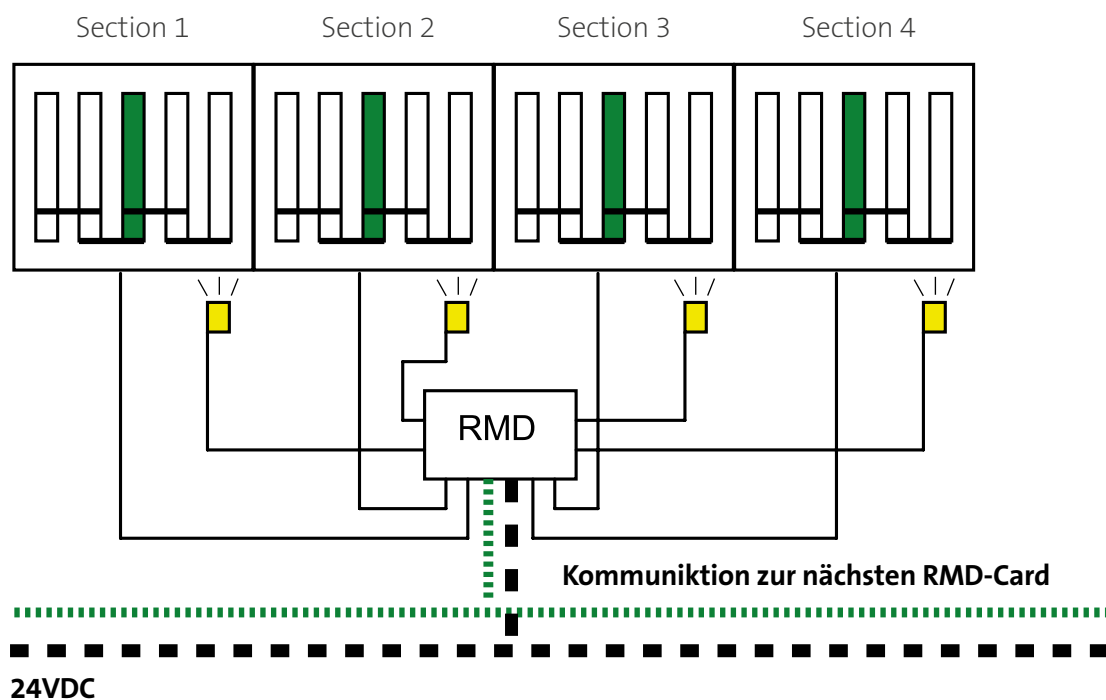 Section 1 Section 2 Section 3 Section 4
RMD
Kommuniktion zur nächsten RMD-Card
24VDC